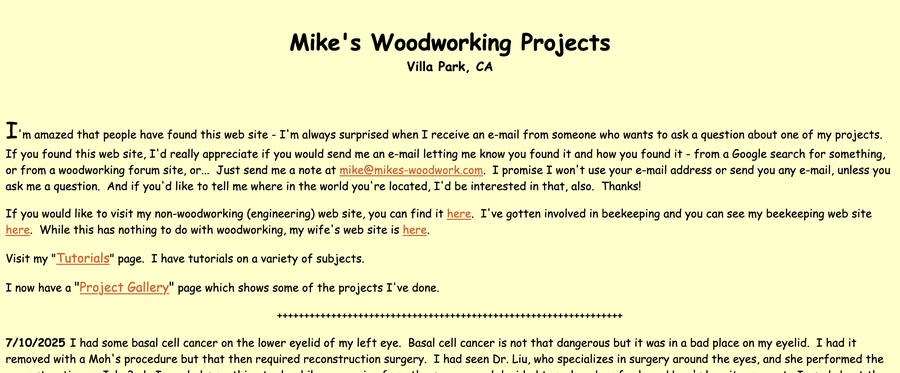 Mike's Woodworking Projects
Villa Park, CA
I'm amazed that people have found this web site - I'm always surprised when I receive an e-mail from someone who wants to ask a question about one of my projects.
If you found this web site, I'd really appreciate if you would send me an e-mail letting me know you found it and how you found it - from a Google search for something,
or from a woodworking forum site, or... Just send me a note at mike@mikes-woodwork.com. I promise I won't use your e-mail address or send you any e-mail, unless you
ask me a question. And if you'd like to tell me where in the world you're located, I'd be interested in that, also. Thanks!
If you would like to visit my non-woodworking (engineering) web site, you can find it here. I've gotten involved in beekeeping and you can see my beekeeping web site
here. While this has nothing to do with woodworking, my wife's web site is here.
Visit my "Tutorials" page. I have tutorials on a variety of subjects.
I now have a "Project Gallery" page which shows some of the projects I've done.
++++++++++++++++++++++++++++++++++++++++++++++++++++++++++++++++
7/10/2025 I had some basal cell cancer on the lower eyelid of my left eye. Basal cell cancer is not that dangerous but it was in a bad place on my eyelid. I had it
removed with a Moh's procedure but that then required reconstruction surgery. I had seen Dr. Liu, who specializes in surgery around the eyes, and she performed the